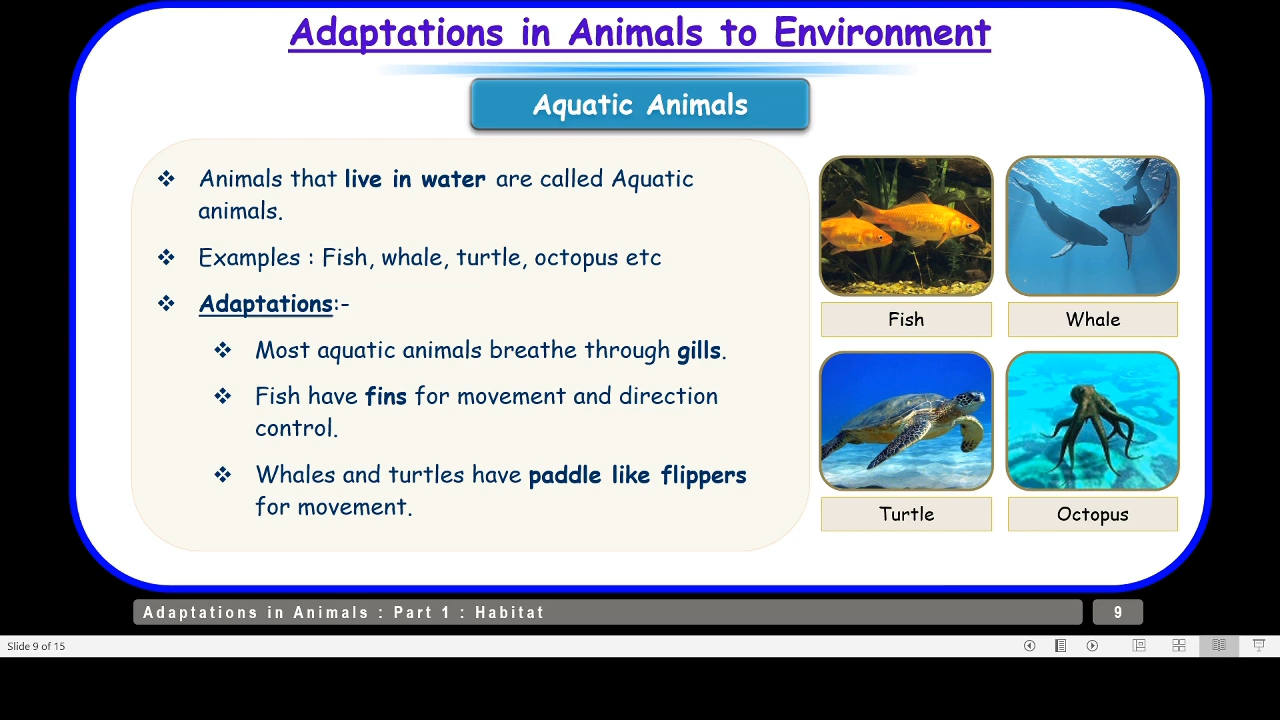 Adaptations in Animals to Environment
Aquatic Animals
❖ Animals that live in water are called Aquatic
animals.
❖ Examples : Fish, whale, turtle, octopus etc
❖ Adaptations:-
❖ Most aquatic animals breathe through gills.
❖ Fish have fins for movement and direction
control.
❖ Whales and turtles have paddle like flippers
for movement.
Fish
Whale
Turtle
Octopus
Adaptations in Animals : Part 1 : Habitat
9
Slide 9 of 15